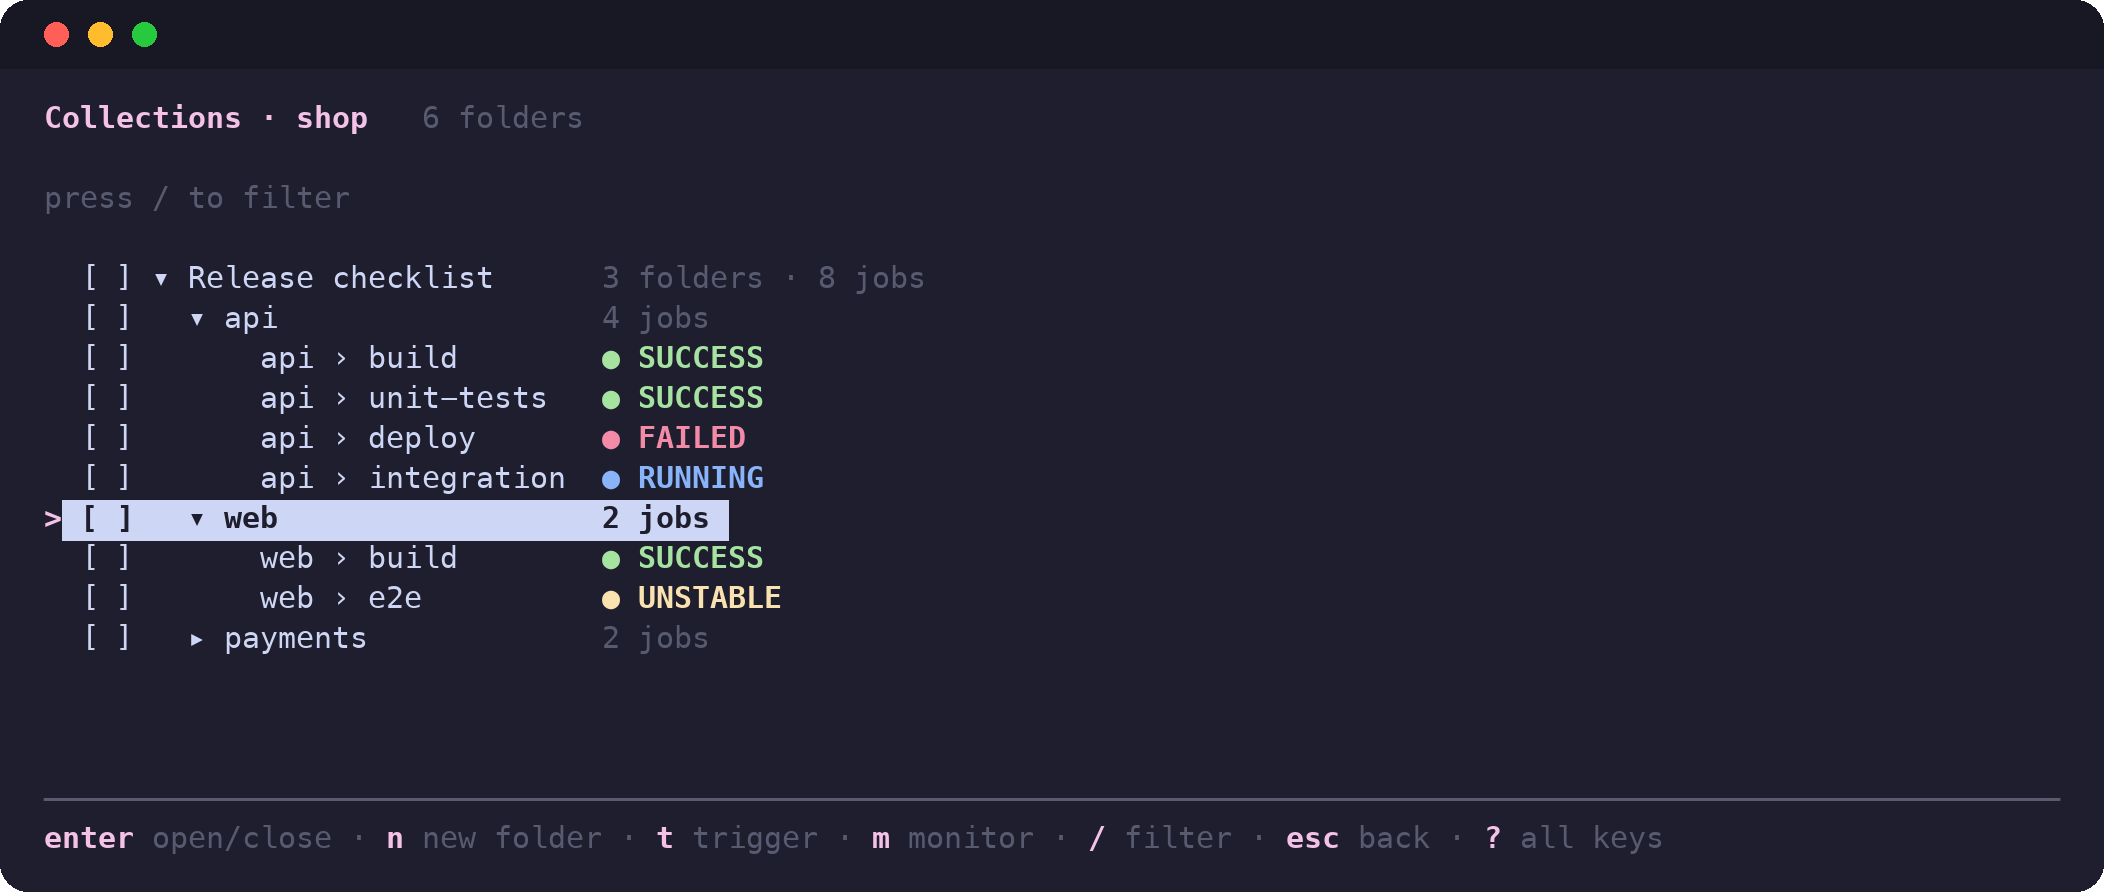 Collections · shop   6 folders
press / to filter
[ ] ▾ Release checklist      3 folders · 8 jobs
[ ]   ▾ api                  4 jobs
[ ]       api › build        ● SUCCESS
[ ]       api › unit-tests   ● SUCCESS
[ ]       api › deploy       ● FAILED
[ ]       api › integration  ● RUNNING
> [ ]   ▾ web                  2 jobs
[ ]       web › build        ● SUCCESS
[ ]       web › e2e          ● UNSTABLE
[ ]   ▸ payments             2 jobs
enter open/close · n new folder · t trigger · m monitor · / filter · esc back · ? all keys